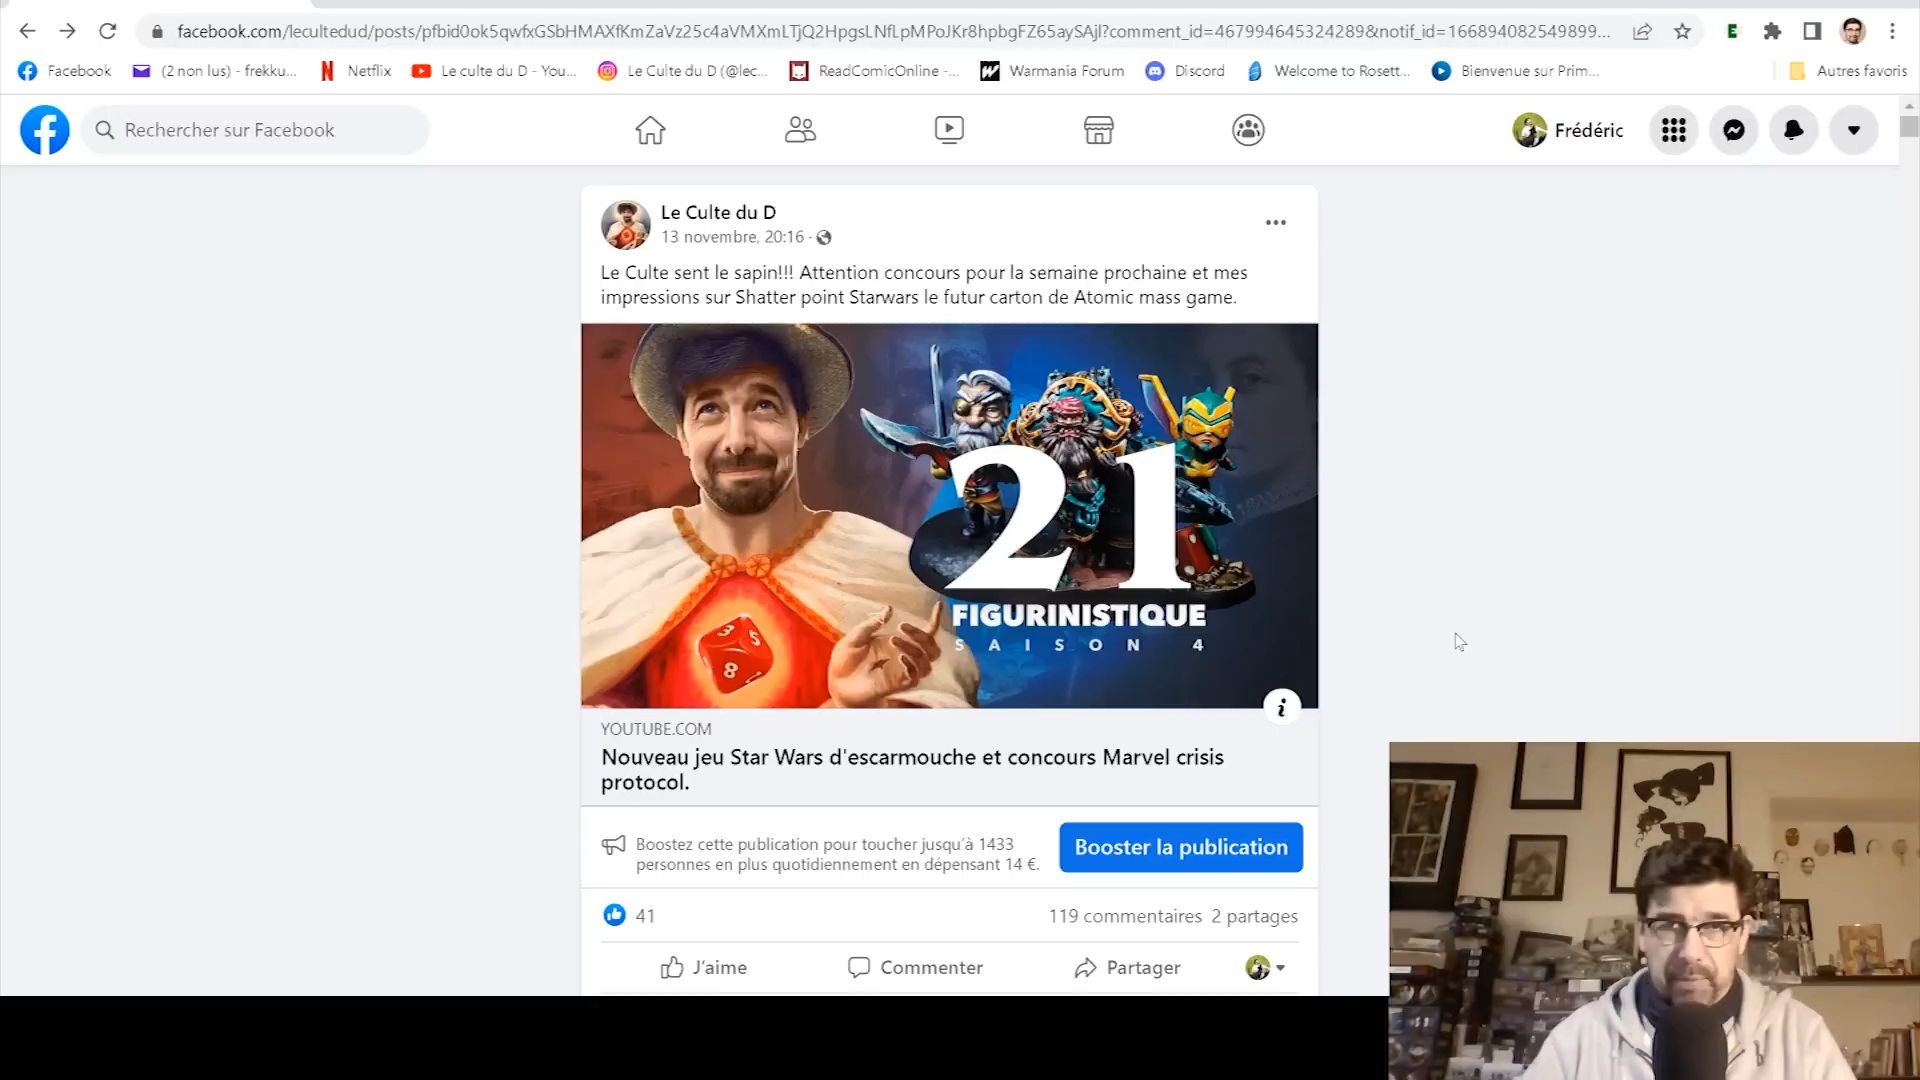 facebook.com/lecultedud/posts/pfbid0ok5qwfxGSbHMAXfKmZaVz25c4aVMXmLTjQ2HpgsLNfLpMPoJKr8hpbgFZ65aySAjl?comment_id=467994645324289&notif_id=166894082549899...
Facebook
(2 non lus) - frekku...
Netflix
Le culte du D - You...
Le Culte du D (@lec...
ReadComicOnline -...
Warmania Forum
Discord
Welcome to Rosett...
Bienvenue sur Prim...
Autres favoris
Rechercher sur Facebook
Frédéric
Le Culte du D
13 novembre, 20:16 ·
Le Culte sent le sapin!!! Attention concours pour la semaine prochaine et mes
impressions sur Shatter point Starwars le futur carton de Atomic mass game.
21
FIGURINISTIQUE
SAISON 4
3 5
8
YOUTUBE.COM
Nouveau jeu Star Wars d'escarmouche et concours Marvel crisis
protocol.
Boostez cette publication pour toucher jusqu'à 1433
personnes en plus quotidiennement en dépensant 14 €.
Booster la publication
41
119 commentaires 2 partages
J'aime
Commenter
Partager